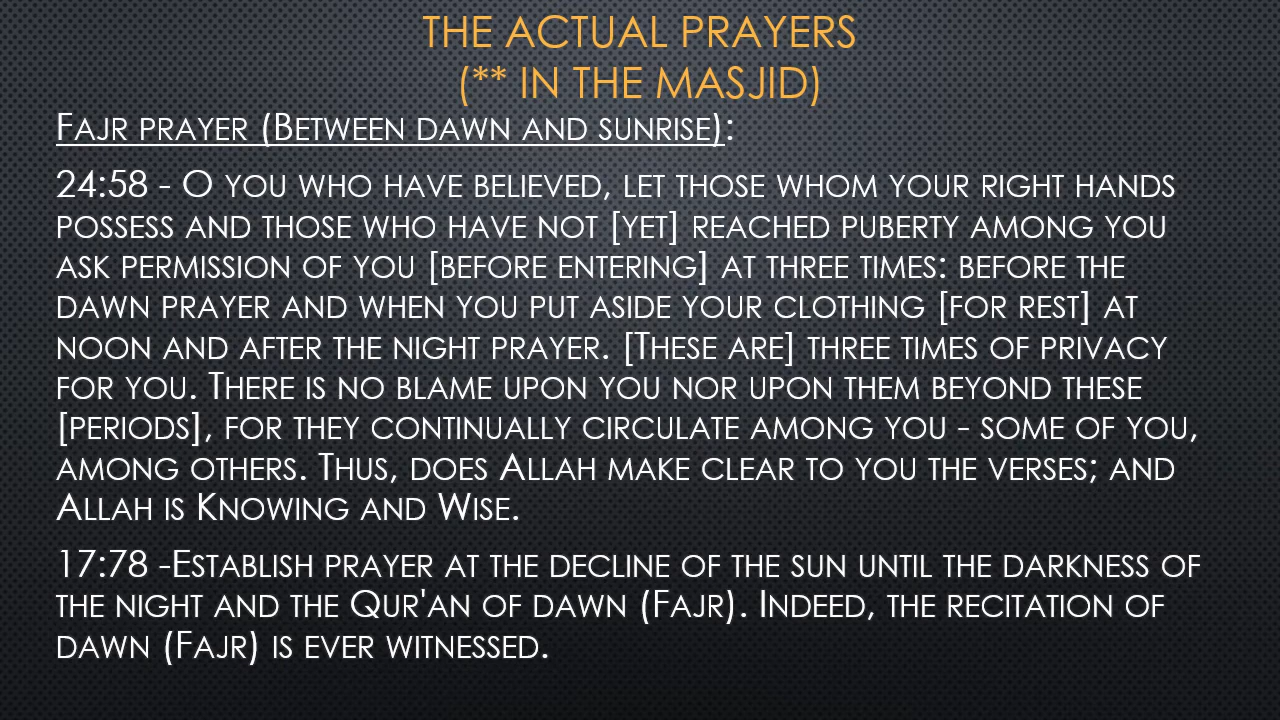 THE ACTUAL PRAYERS
(** IN THE MASJID)
FAJR PRAYER (BETWEEN DAWN AND SUNRISE):
24:58 - O YOU WHO HAVE BELIEVED, LET THOSE WHOM YOUR RIGHT HANDS
POSSESS AND THOSE WHO HAVE NOT [YET] REACHED PUBERTY AMONG YOU
ASK PERMISSION OF YOU [BEFORE ENTERING] AT THREE TIMES: BEFORE THE
DAWN PRAYER AND WHEN YOU PUT ASIDE YOUR CLOTHING [FOR REST] AT
NOON AND AFTER THE NIGHT PRAYER. [THESE ARE] THREE TIMES OF PRIVACY
FOR YOU. THERE IS NO BLAME UPON YOU NOR UPON THEM BEYOND THESE
[PERIODS], FOR THEY CONTINUALLY CIRCULATE AMONG YOU - SOME OF YOU,
AMONG OTHERS. THUS, DOES ALLAH MAKE CLEAR TO YOU THE VERSES; AND
ALLAH IS KNOWING AND WISE.
17:78 -ESTABLISH PRAYER AT THE DECLINE OF THE SUN UNTIL THE DARKNESS OF
THE NIGHT AND THE QUR'AN OF DAWN (FAJR). INDEED, THE RECITATION OF
DAWN (FAJR) IS EVER WITNESSED.